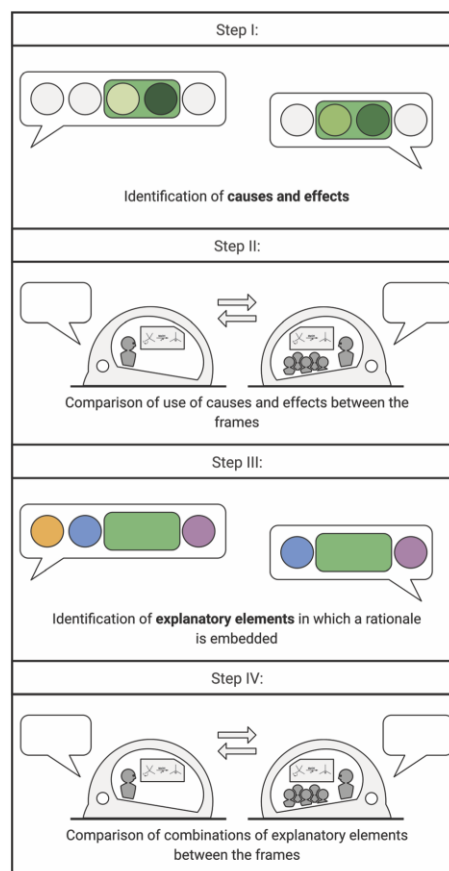 Step I:
Identification of causes and effects
Step II:
Comparison of use of causes and effects between the
frames
Step III:
Identification of explanatory elements in which a rationale
is embedded
Step IV:
Comparison of combinations of explanatory elements
between the frames